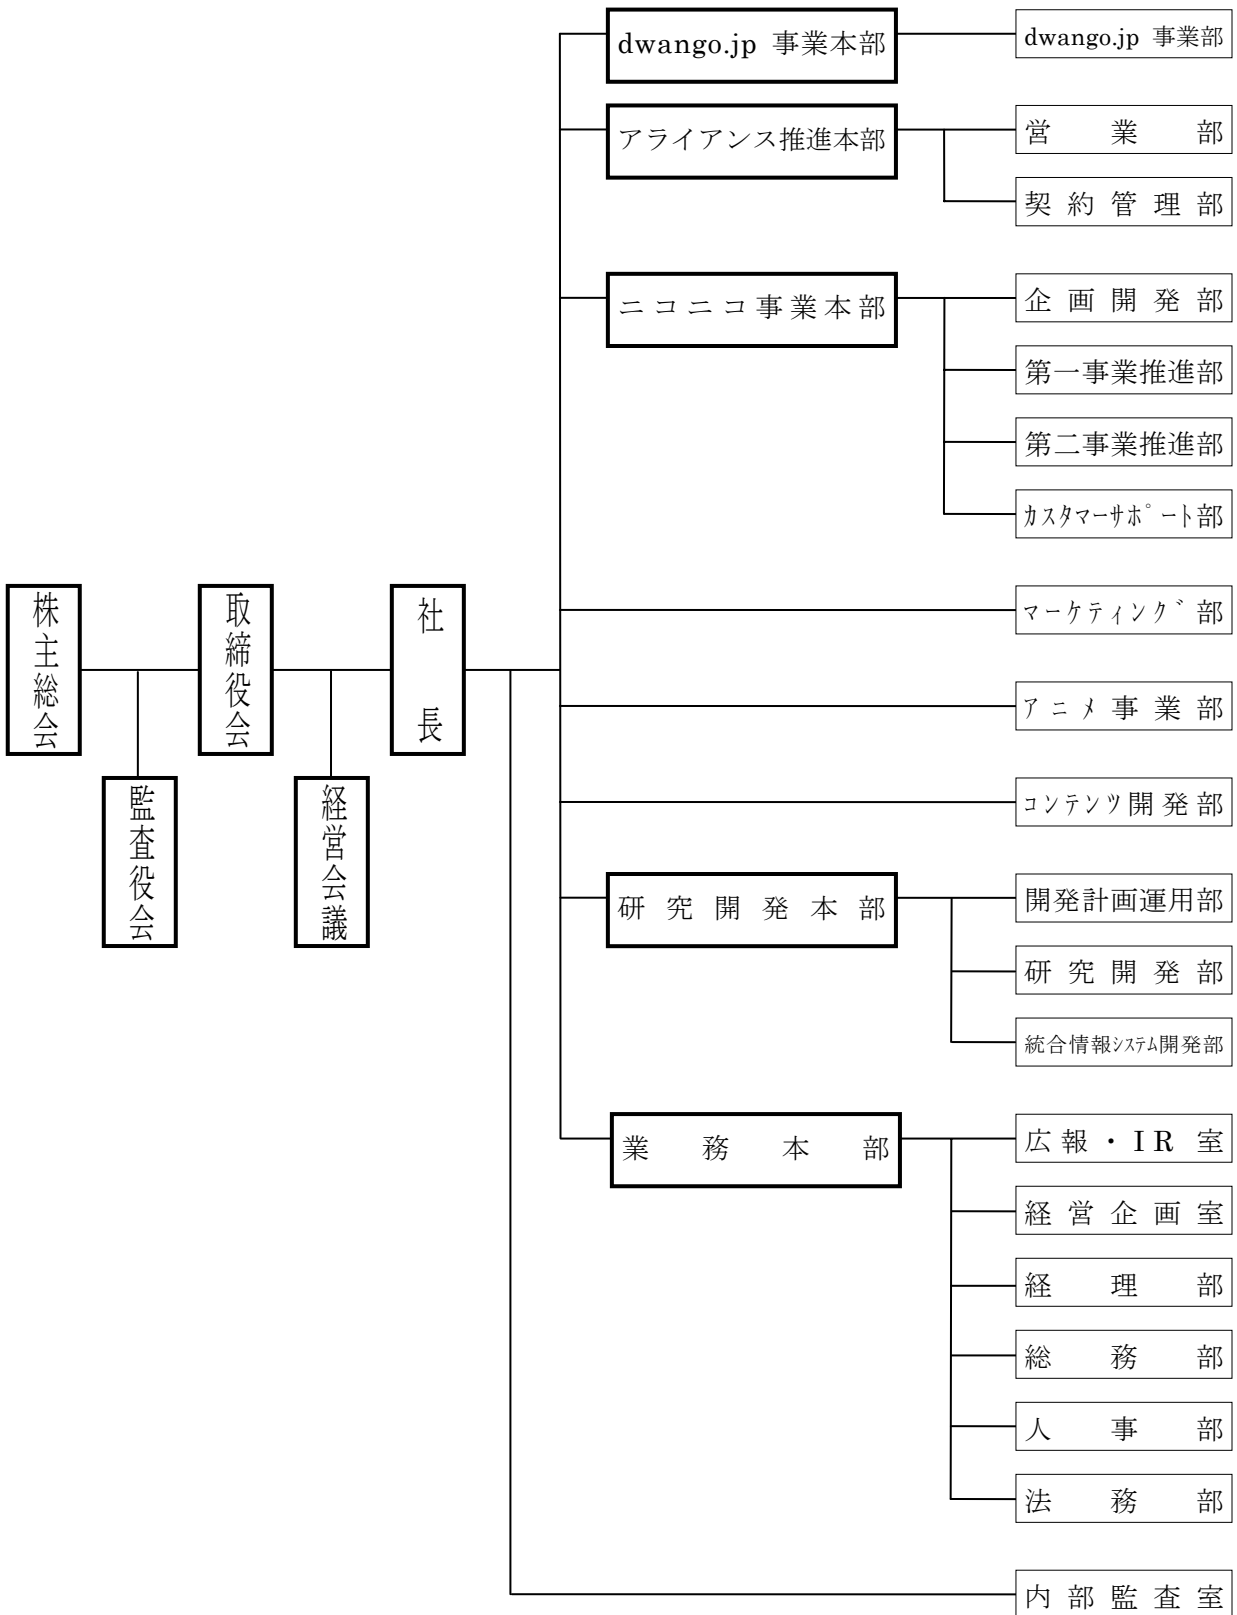 dwango.jp 事業本部
dwango.jp 事業部
アライアンス推進本部
営業部
契約管理部
ニコニコ事業本部
企画開発部
第一事業推進部
第二事業推進部
カスタマーサポート部
マーケティング部
アニメ事業部
コンテンツ開発部
株主総会
取締役会
社長
監査役会
経営会議
研究開発本部
開発計画運用部
研究開発部
統合情報システム開発部
業務本部
広報・IR 室
経営企画室
経理部
総務部
人事部
法務部
内部監査室